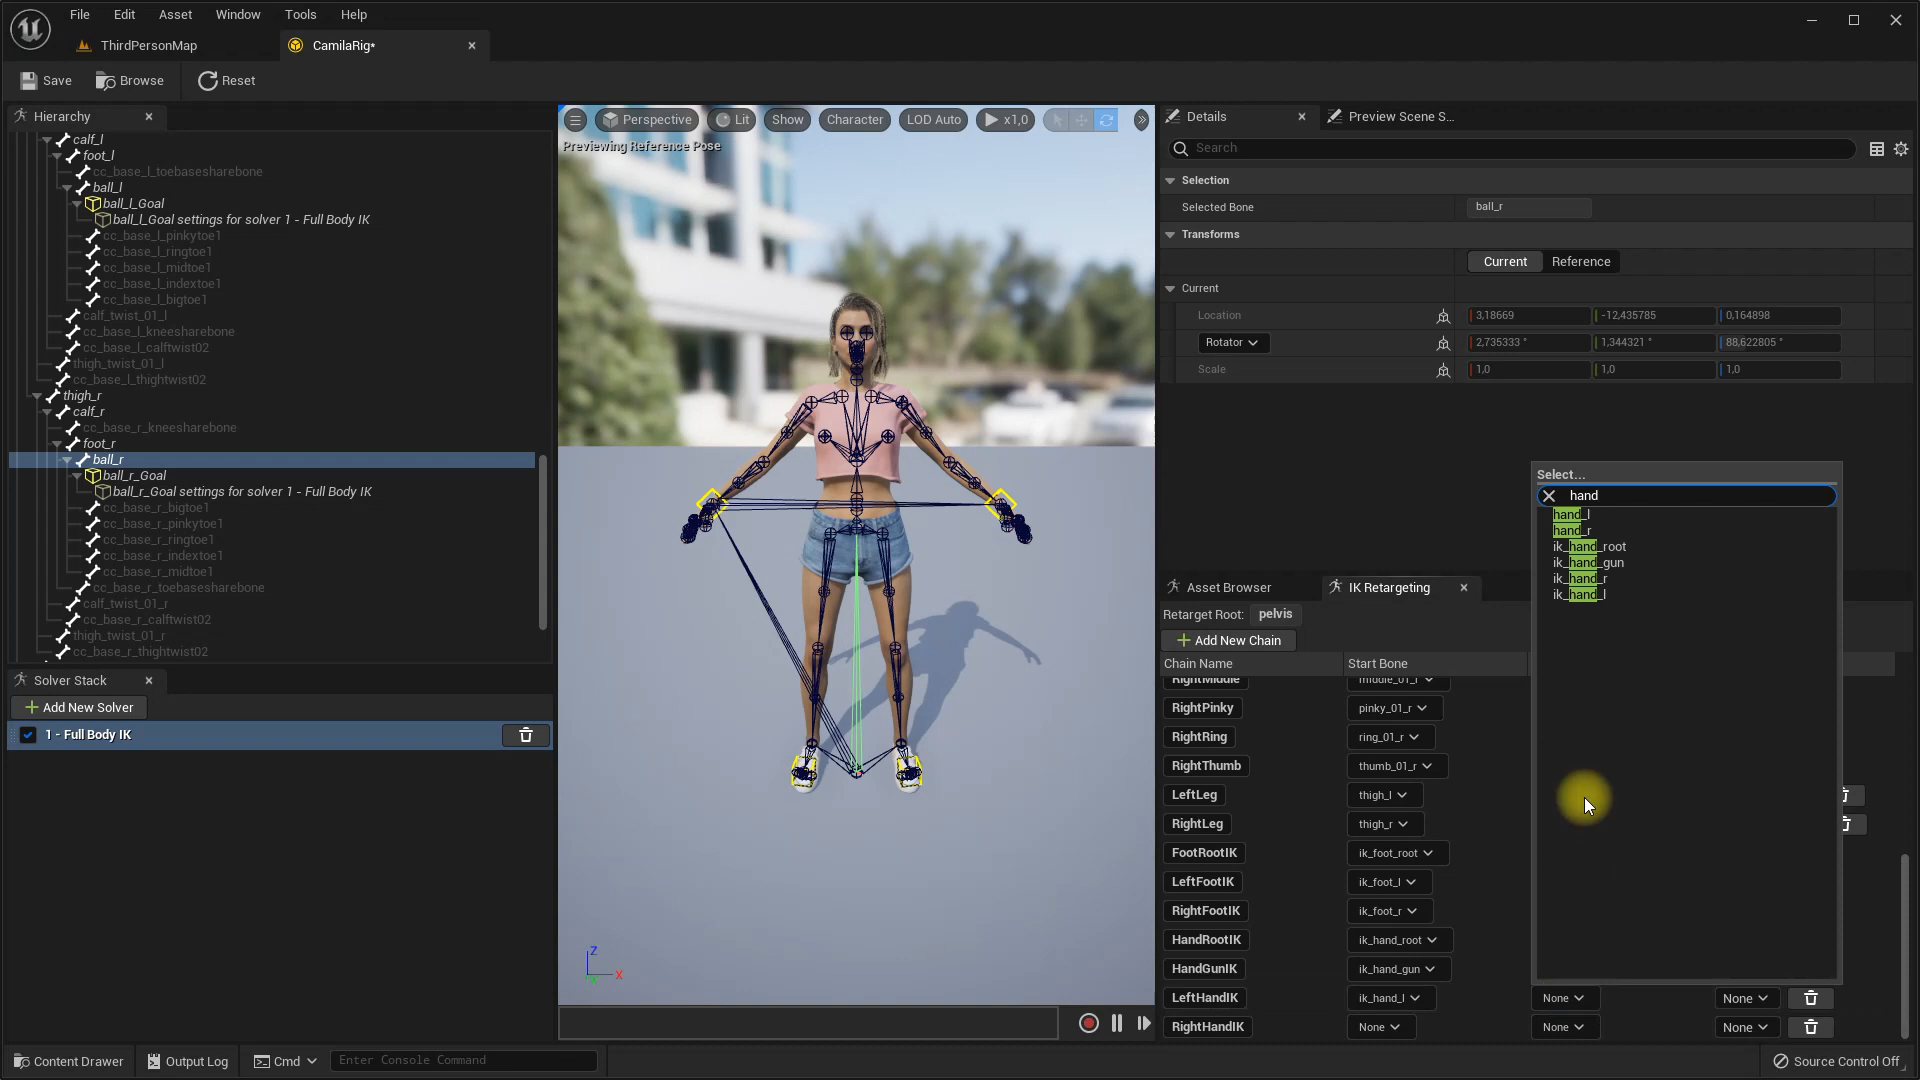 File Edit Asset Window Tools Help
ThirdPersonMap CamilaRig*
Save Browse Reset
Hierarchy
calf_l
foot_l
cc_base_l_toebasesharebone
ball_l
ball_l_Goal
ball_l_Goal settings for solver 1 - Full Body IK
cc_base_l_pinkytoe1
cc_base_l_ringtoe1
cc_base_l_midtoe1
cc_base_l_indextoe1
cc_base_l_bigtoe1
calf_twist_01_l
cc_base_l_kneesharebone
cc_base_l_calftwist02
thigh_twist_01_l
cc_base_l_thightwist02
thigh_r
calf_r
cc_base_r_kneesharebone
foot_r
ball_r
ball_r_Goal
ball_r_Goal settings for solver 1 - Full Body IK
cc_base_r_bigtoe1
cc_base_r_pinkytoe1
cc_base_r_ringtoe1
cc_base_r_indextoe1
cc_base_r_midtoe1
cc_base_r_toebasesharebone
calf_twist_01_r
cc_base_r_calftwist02
thigh_twist_01_r
cc_base_r_thightwist02
Solver Stack
Add New Solver
1 - Full Body IK
Perspective Lit Show Character LOD Auto x1,0
Previewing Reference Pose
Z
X
Details Preview Scene S...
Search
Selection
Selected Bone ball_r
Transforms
Current Reference
Current
Location 3,18669 -12,435785 0,164898
Rotator 2,735333 ° 1,344321 ° 88,622805 °
Scale 1,0 1,0 1,0
Select...
hand
hand_l
hand_r
ik_hand_root
ik_hand_gun
ik_hand_r
ik_hand_l
Asset Browser IK Retargeting
Retarget Root: pelvis
Add New Chain
Chain Name Start Bone
RightMiddle middle_01_r
RightPinky pinky_01_r
RightRing ring_01_r
RightThumb thumb_01_r
LeftLeg thigh_l
RightLeg thigh_r
FootRootIK ik_foot_root
LeftFootIK ik_foot_l
RightFootIK ik_foot_r
HandRootIK ik_hand_root
HandGunIK ik_hand_gun
LeftHandIK ik_hand_l None None
RightHandIK None None None
Content Drawer Output Log Cmd Enter Console Command Source Control Off